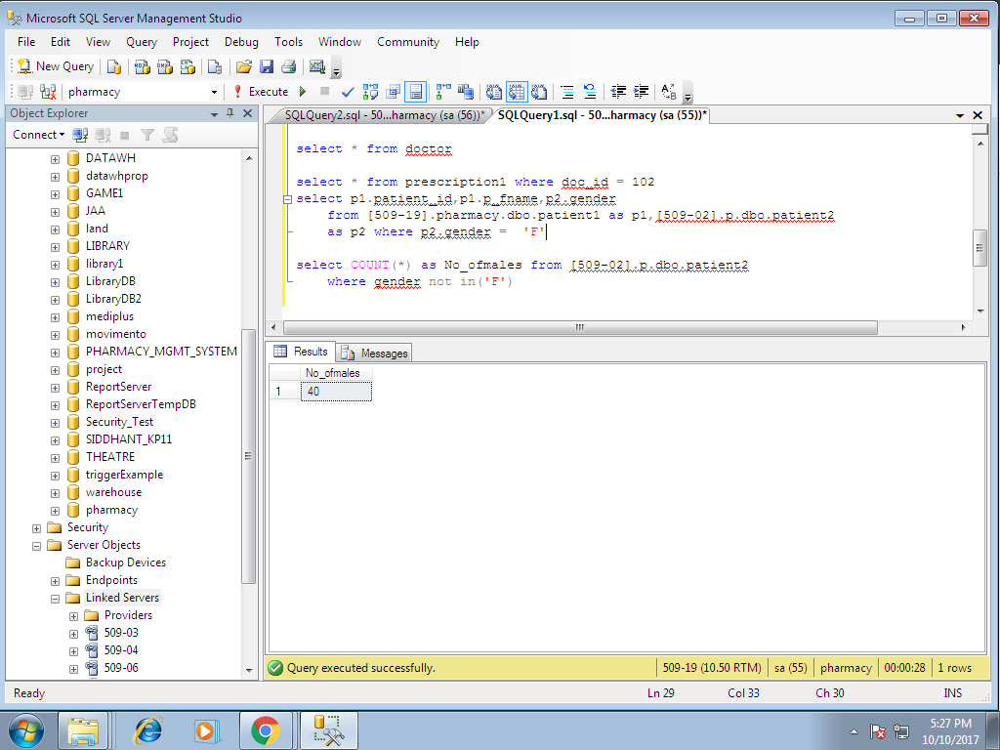 Microsoft SQL Server Management Studio
File Edit View Query Project Debug Tools Window Community Help
New Query
pharmacy Execute
Object Explorer
Connect
DATAWH
datawhprop
GAME1
JAA
land
LIBRARY
library1
LibraryDB
LibraryDB2
mediplus
movimento
PHARMACY_MGMT_SYSTEM
project
ReportServer
ReportServerTempDB
Security_Test
SIDDHANT_KP11
THEATRE
triggerExample
warehouse
pharmacy
Security
Server Objects
Backup Devices
Endpoints
Linked Servers
Providers
509-03
509-04
509-06
SQLQuery2.sql - 50...harmacy (sa (56))* SQLQuery1.sql - 50...harmacy (sa (55))*
select * from doctor
select * from prescription1 where doc_id = 102
select p1.patient_id,p1.p_fname,p2.gender
from [509-19].pharmacy.dbo.patient1 as p1,[509-02].p.dbo.patient2
as p2 where p2.gender = 'F'
select COUNT(*) as No_ofmales from [509-02].p.dbo.patient2
where gender not in('F')
Results Messages
No_ofmales
1 40
Query executed successfully. 509-19 (10.50 RTM) sa (55) pharmacy 00:00:28 1 rows
Ready Ln 29 Col 33 Ch 30 INS
5:27 PM
10/10/2017